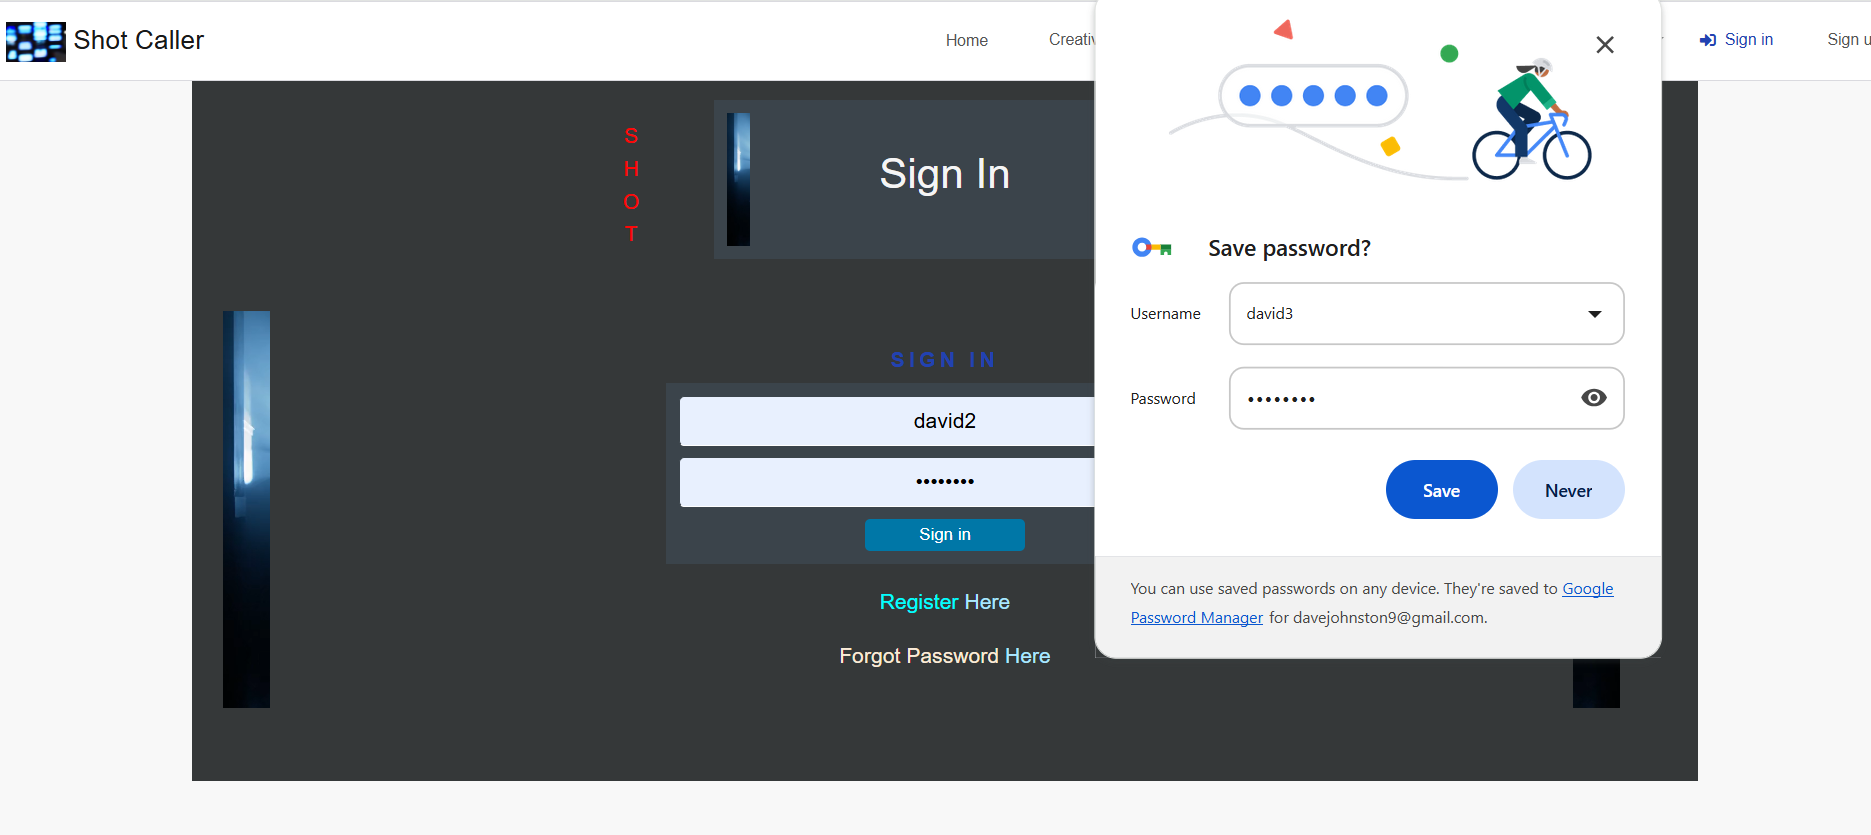 Shot Caller
Home
Sign in
S
H
O
T
Sign In
SIGN IN
david2
••••••••
Sign in
Register Here
Forgot Password Here
Save password?
Username
david3
Password
••••••••
Save
Never
You can use saved passwords on any device. They're saved to Google
Password Manager for davejohnston9@gmail.com.